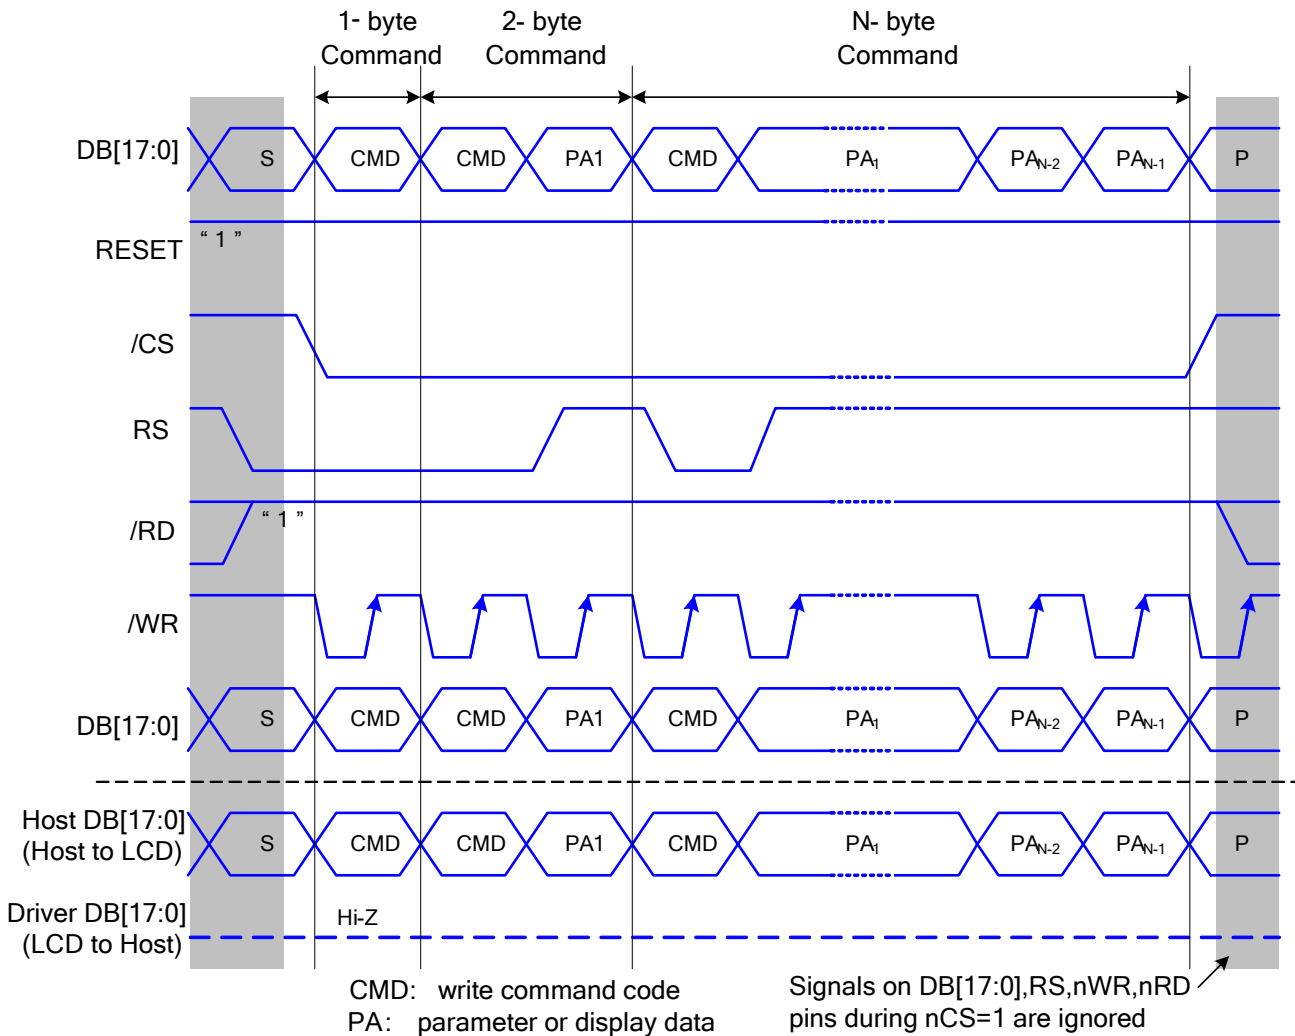 1- byte Command
2- byte Command
N- byte Command
DB[17:0] S CMD CMD PA1 CMD PA1 PAN-2 PAN-1 P
RESET “ 1 ”
/CS
RS
/RD “ 1 ”
/WR
DB[17:0] S CMD CMD PA1 CMD PA1 PAN-2 PAN-1 P
Host DB[17:0]
(Host to LCD)
S CMD CMD PA1 CMD PA1 PAN-2 PAN-1 P
Driver DB[17:0]
(LCD to Host)
Hi-Z
CMD: write command code
PA: parameter or display data
Signals on DB[17:0],RS,nWR,nRD
pins during nCS=1 are ignored